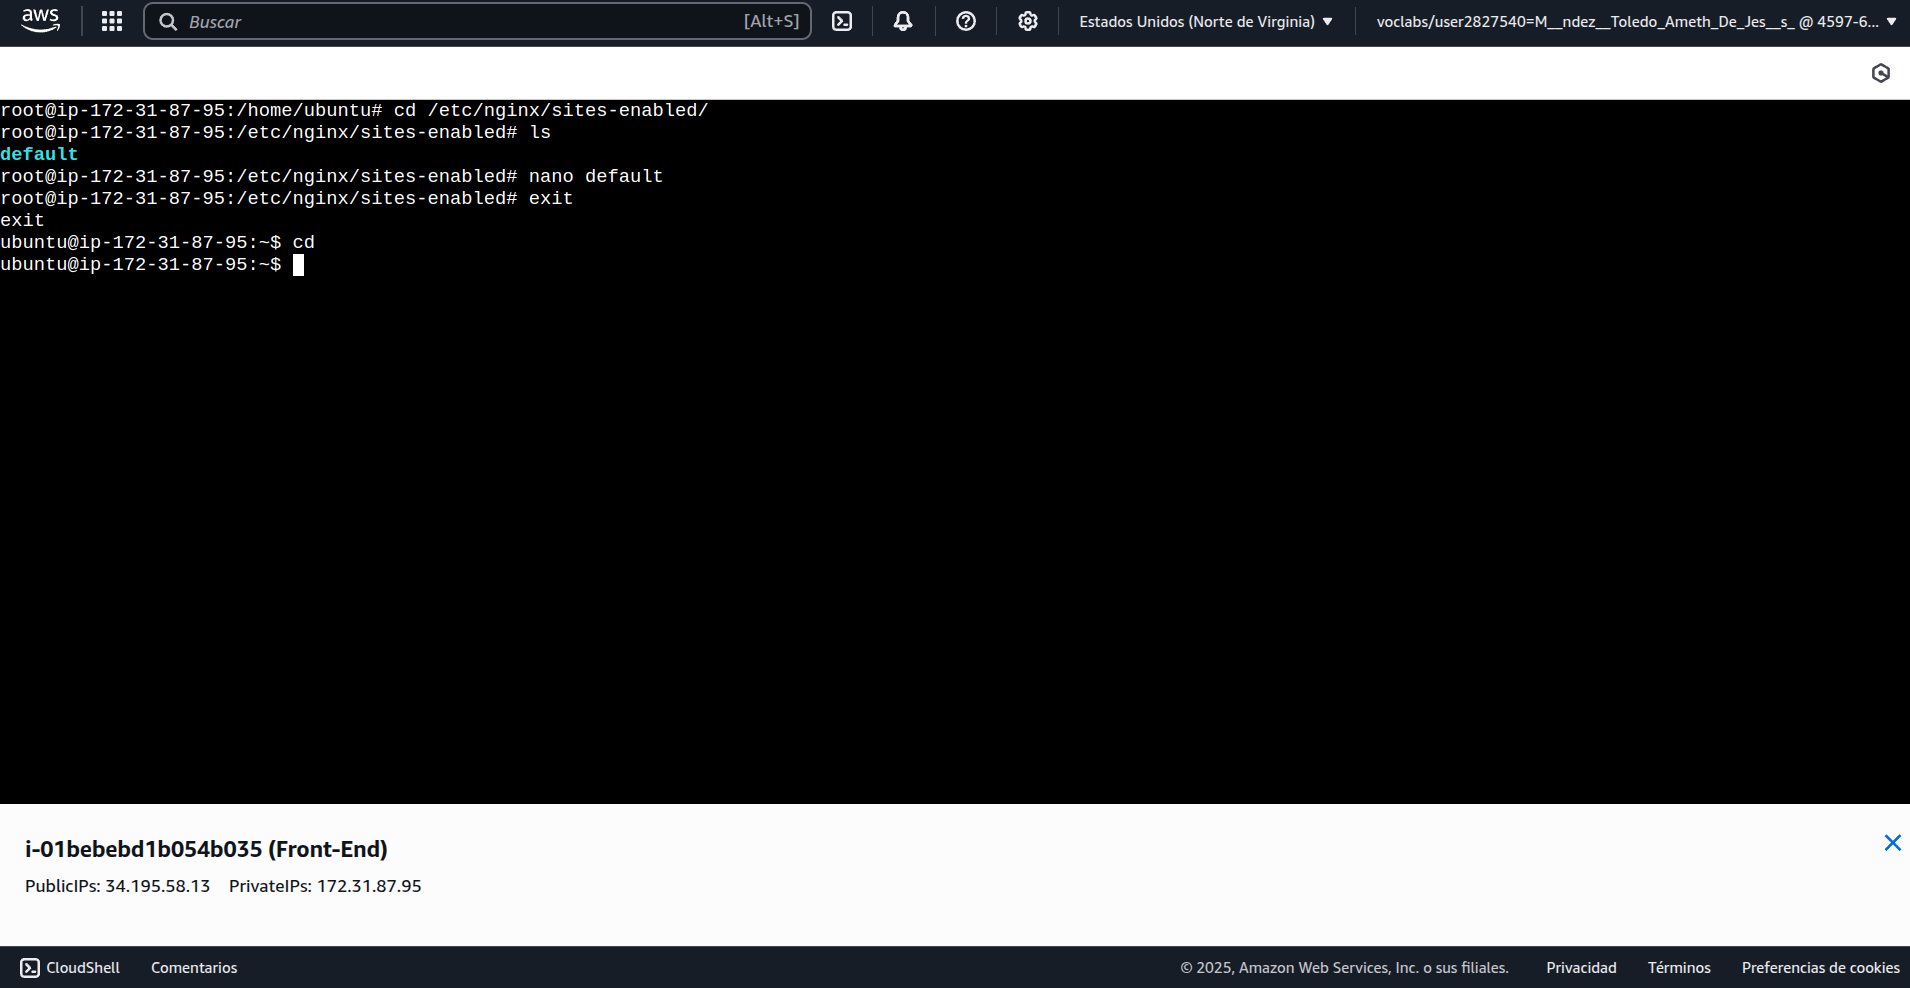 aws
Buscar [Alt+S] Estados Unidos (Norte de Virginia) voclabs/user2827540=M__ndez__Toledo_Ameth_De_Jes__s_ @ 4597-6...
root@ip-172-31-87-95:/home/ubuntu# cd /etc/nginx/sites-enabled/
root@ip-172-31-87-95:/etc/nginx/sites-enabled# ls
default
root@ip-172-31-87-95:/etc/nginx/sites-enabled# nano default
root@ip-172-31-87-95:/etc/nginx/sites-enabled# exit
exit
ubuntu@ip-172-31-87-95:~$ cd
ubuntu@ip-172-31-87-95:~$
i-01bebebd1b054b035 (Front-End)
PublicIPs: 34.195.58.13 PrivateIPs: 172.31.87.95
CloudShell Comentarios © 2025, Amazon Web Services, Inc. o sus filiales. Privacidad Términos Preferencias de cookies